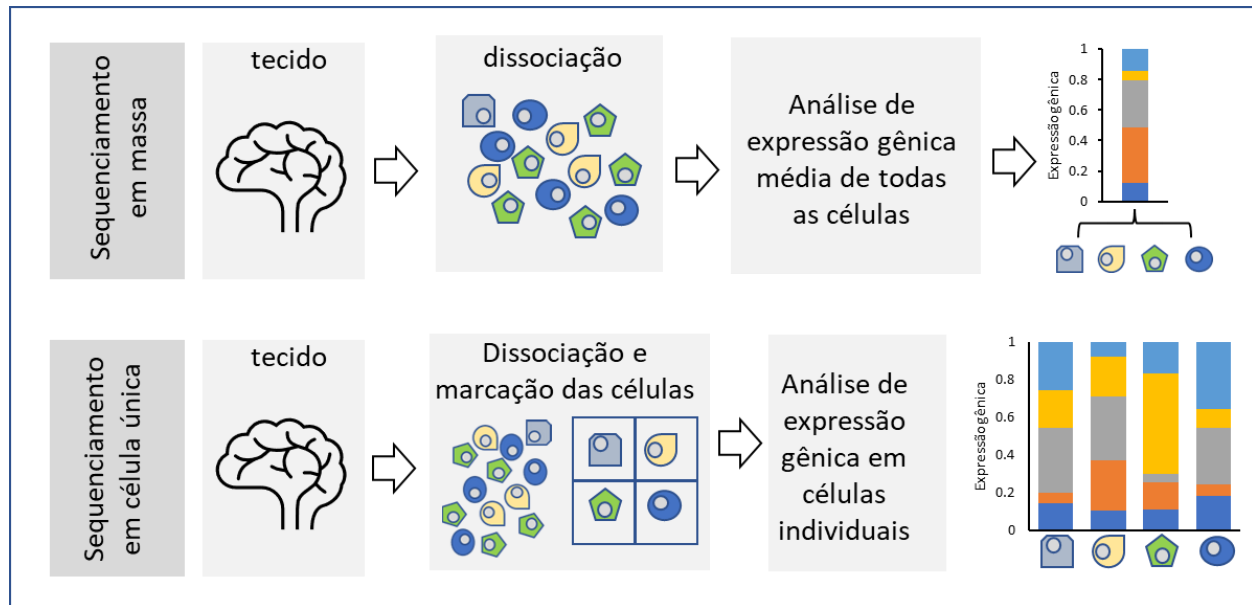 Sequenciamento
em massa
tecido
dissociação
Análise de
expressão gênica
média de todas
as células
Expressão gênica
1
0.8
0.6
0.4
0.2
0
Sequenciamento
em célula única
tecido
Dissociação e
marcação das células
Análise de
expressão
gênica em
células
individuais
Expressão gênica
1
0.8
0.6
0.4
0.2
0